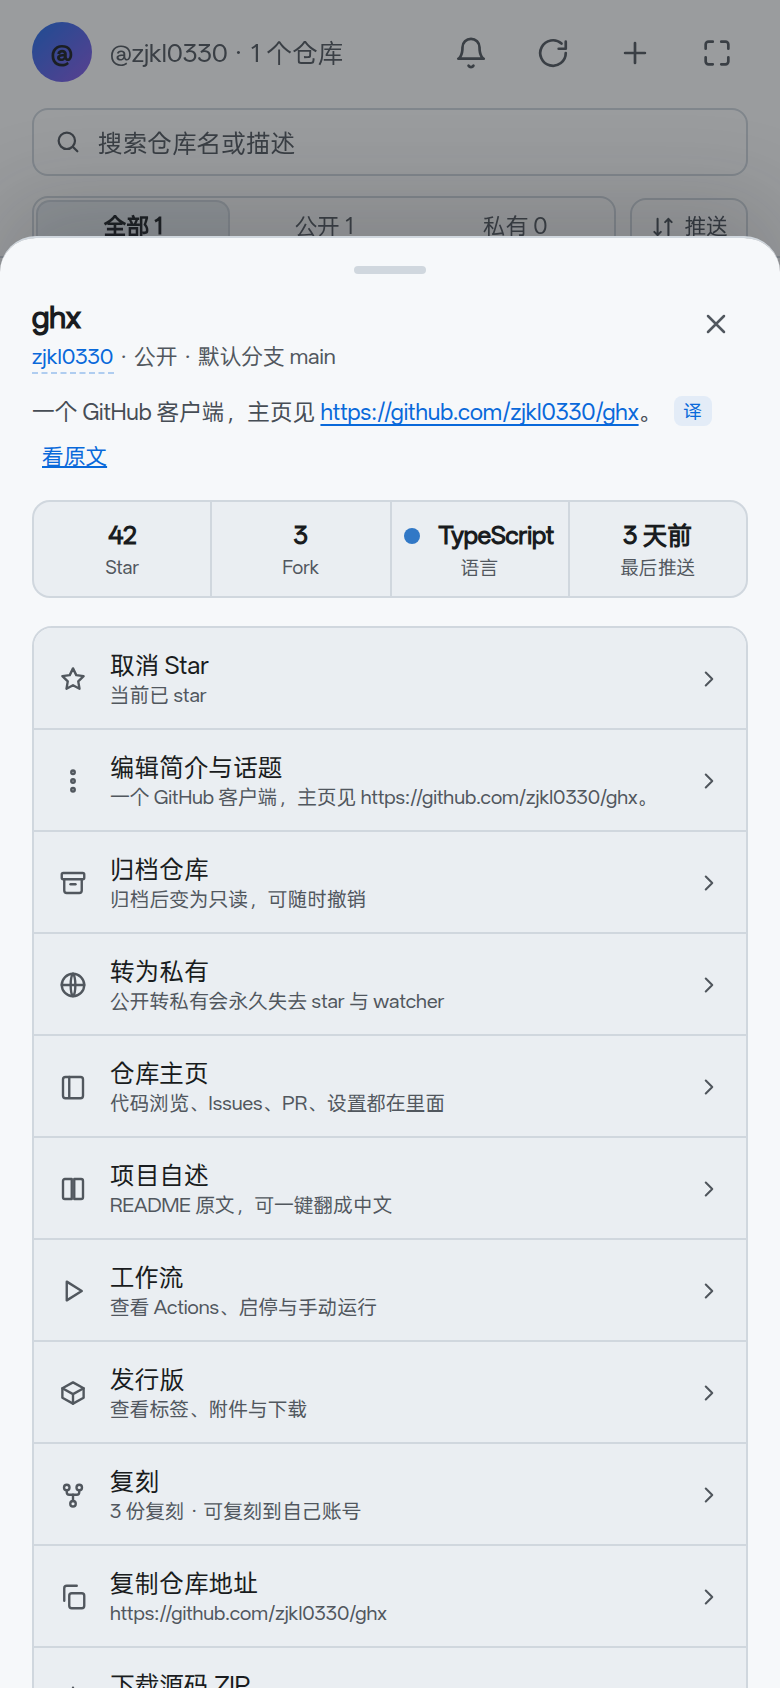 @ @zjkl0330 · 1 个仓库
搜索仓库名或描述
全部 1 公开 1 私有 0 推送
ghx
zjkl0330 · 公开 · 默认分支 main
一个 GitHub 客户端，主页见 https://github.com/zjkl0330/ghx。 译
看原文
42 3 TypeScript 3 天前
Star Fork 语言 最后推送
取消 Star
当前已 star
编辑简介与话题
一个 GitHub 客户端，主页见 https://github.com/zjkl0330/ghx。
归档仓库
归档后变为只读，可随时撤销
转为私有
公开转私有会永久失去 star 与 watcher
仓库主页
代码浏览、Issues、PR、设置都在里面
项目自述
README 原文，可一键翻成中文
工作流
查看 Actions、启停与手动运行
发行版
查看标签、附件与下载
复刻
3 份复刻 · 可复刻到自己账号
复制仓库地址
https://github.com/zjkl0330/ghx
下载源码 ZIP